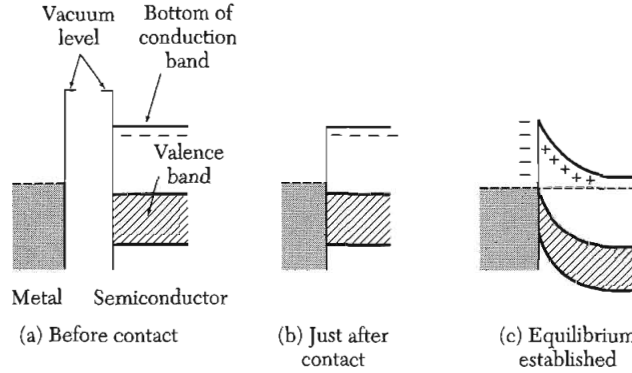 Vacuum
level
Bottom of
conduction
band
Valence
band
Metal
Semiconductor
(a) Before contact
(b) Just after
contact
(c) Equilibrium
established